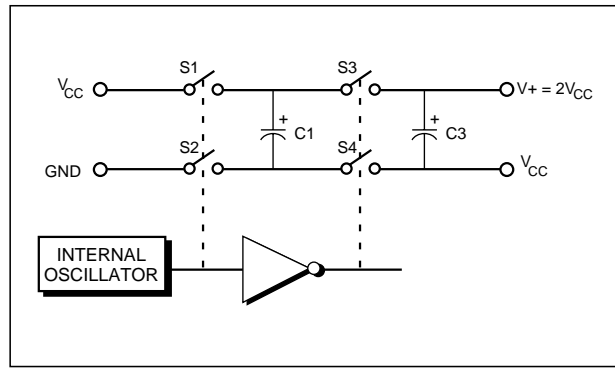 S1 S3
VCC V+ = 2VCC
C1 C3
+ +
S2 S4
GND VCC
INTERNAL
OSCILLATOR